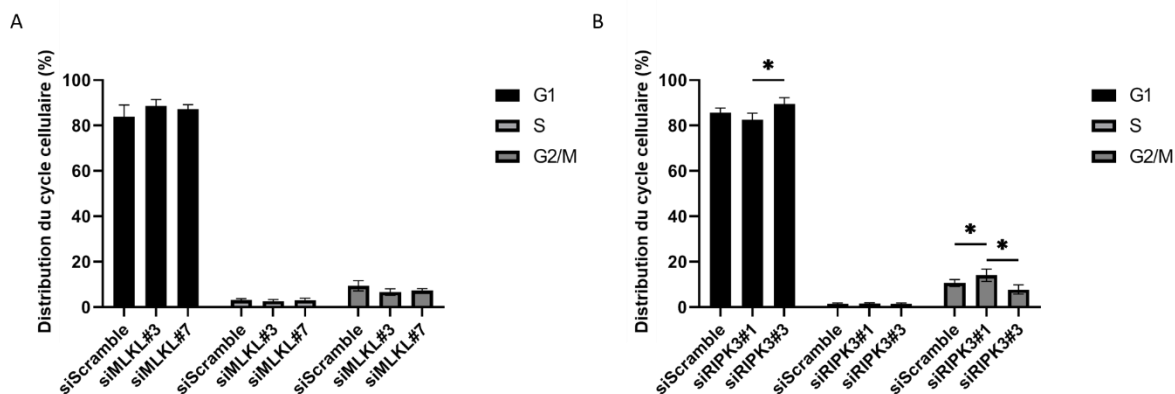 A
Distribution du cycle cellulaire (%)
100
80
60
40
20
0
siScramble
siMLKL#3
siMLKL#7
siScramble
siMLKL#3
siMLKL#7
siScramble
siMLKL#3
siMLKL#7
G1
S
G2/M
B
Distribution du cycle cellulaire (%)
100
80
60
40
20
0
*
*
*
siScramble
siRIPK3#1
siRIPK3#3
siScramble
siRIPK3#1
siRIPK3#3
siScramble
siRIPK3#1
siRIPK3#3
G1
S
G2/M